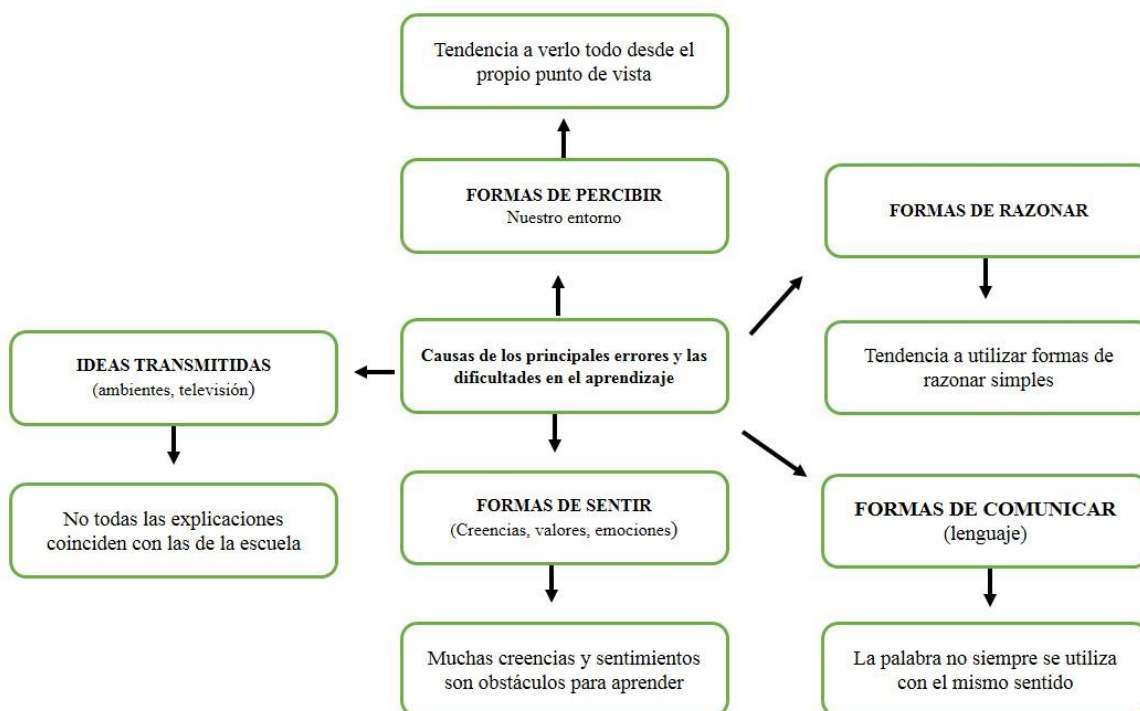 Tendencia a verlo todo desde el
propio punto de vista
FORMAS DE PERCIBIR
Nuestro entorno
FORMAS DE RAZONAR
IDEAS TRANSMITIDAS
(ambientes, televisión)
Causas de los principales errores y las
dificultades en el aprendizaje
Tendencia a utilizar formas de
razonar simples
No todas las explicaciones
coinciden con las de la escuela
FORMAS DE SENTIR
(Creencias, valores, emociones)
FORMAS DE COMUNICAR
(lenguaje)
Muchas creencias y sentimientos
son obstáculos para aprender
La palabra no siempre se utiliza
con el mismo sentido